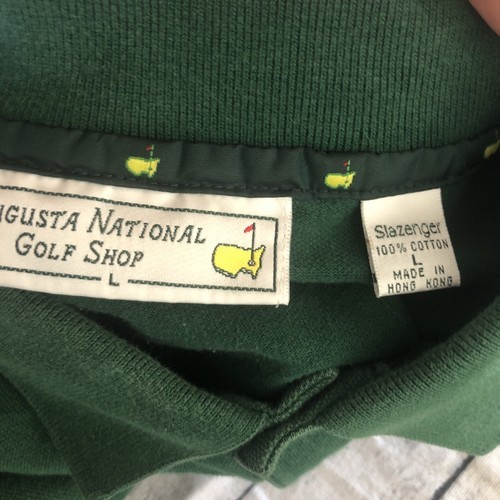 UGUSTA NATIONAL
GOLF SHOP
L
Slazenger
100% COTTON
L
MADE IN
HONG KONG